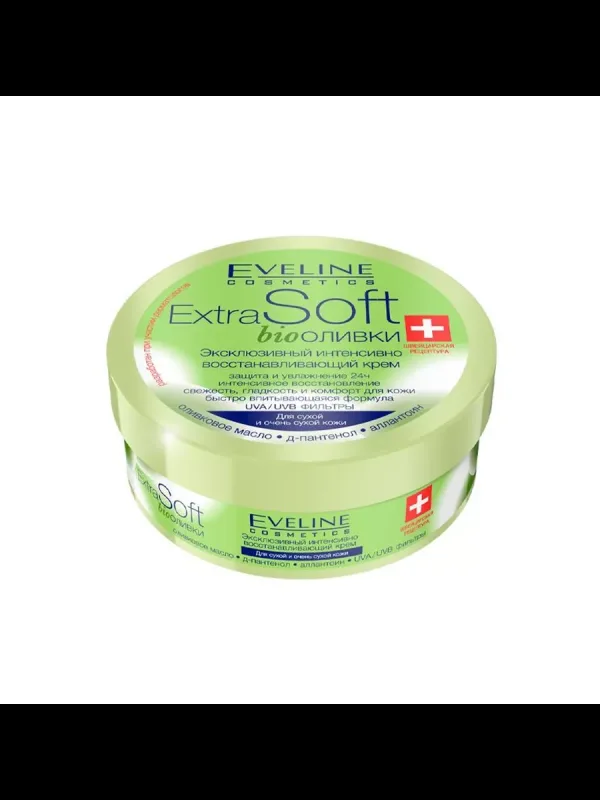 EVELINE
COSMETICS
Extra Soft
bio оливки
Эксклюзивный интенсивно
восстанавливающий крем
защита и увлажнение 24ч
интенсивное восстановление
свежесть, гладкость и комфорт для кожи
быстро впитывающаяся формула
UVA/UVB ФИЛЬТРЫ
Для сухой
и очень сухой кожи
оливковое масло • д-пантенол • аллантоин
ШВЕЙЦАРСКАЯ
РЕЦЕПТУРА
Extra Soft
bio оливки
EVELINE
COSMETICS
Эксклюзивный интенсивно
восстанавливающий крем
Для сухой и очень сухой кожи
оливковое масло • д-пантенол • аллантоин • UVA/UVB фильтры